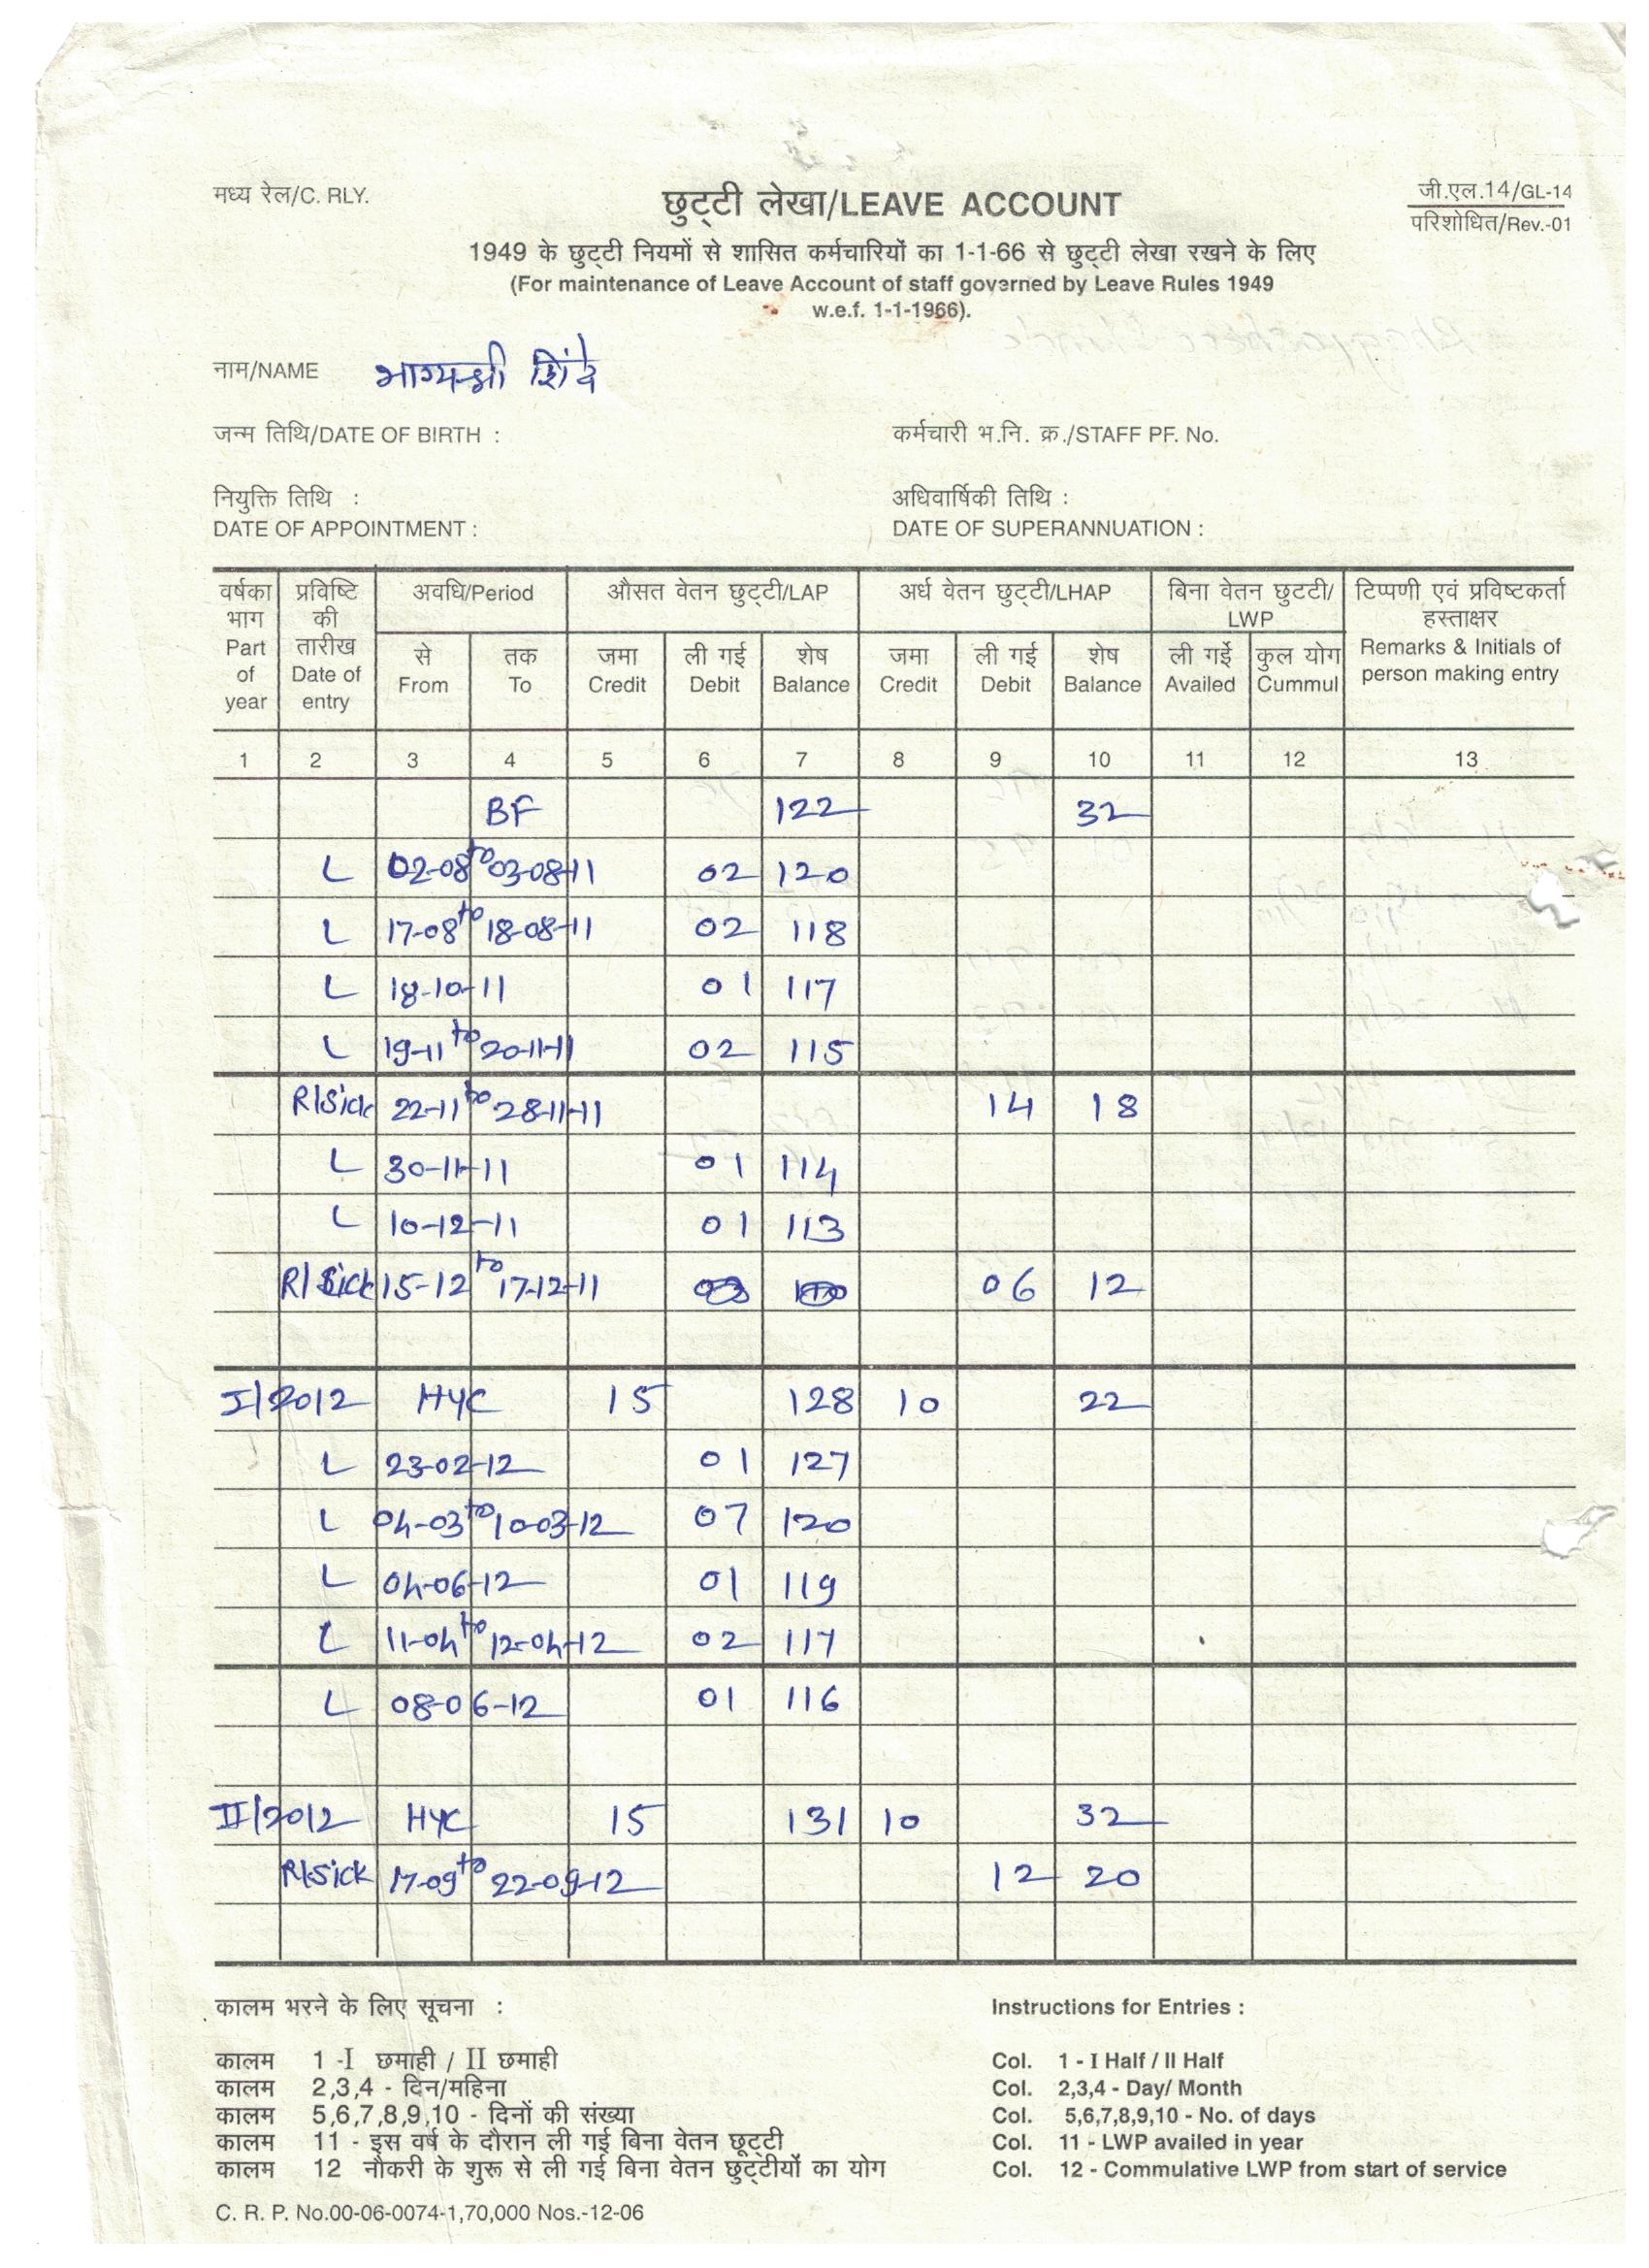 मध्य रेल/C. RLY.
छुट्टी लेखा/LEAVE ACCOUNT
जी.एल.14/GL-14
परिशोधित/Rev.-01
1949 के छुट्टी नियमों से शासित कर्मचारियों का 1-1-66 से छुट्टी लेखा रखने के लिए
(For maintenance of Leave Account of staff governed by Leave Rules 1949
w.e.f. 1-1-1966).
नाम/NAME भाग्यश्री शिंदे
जन्म तिथि/DATE OF BIRTH : कर्मचारी भ.नि. क्र./STAFF PF. No.
नियुक्ति तिथि : अधिवार्षिकी तिथि :
DATE OF APPOINTMENT : DATE OF SUPERANNUATION :
वर्षका प्रविष्टि अवधि/Period औसत वेतन छुट्टी/LAP अर्ध वेतन छुट्टी/LHAP बिना वेतन छुटटी/ टिप्पणी एवं प्रविष्टकर्ता
भाग की LWP हस्ताक्षर
Part तारीख से तक जमा ली गई शेष जमा ली गई शेष ली गई कुल योग Remarks & Initials of
of Date of From To Credit Debit Balance Credit Debit Balance Availed Cummul person making entry
year entry
1 2 3 4 5 6 7 8 9 10 11 12 13
BF 122 32
L 02-08 to 03-08-11 02 120
L 17-08 to 18-08-11 02 118
L 18-10-11 01 117
L 19-11 to 20-11-11 02 115
R/Sick 22-11 to 28-11-11 14 18
L 30-11-11 01 114
L 10-12-11 01 113
R/Sick 15-12 to 17-12-11 06 12
I/2012 HYC 15 128 10 22
L 23-02-12 01 127
L 04-03 to 10-03-12 07 120
L 04-06-12 01 119
L 11-04 to 12-04-12 02 117
L 08-06-12 01 116
II/2012 HYC 15 131 10 32
R/Sick 17-09 to 22-09-12 12 20
कालम भरने के लिए सूचना : Instructions for Entries :
कालम 1 -I छमाही / II छमाही Col. 1 - I Half / II Half
कालम 2,3,4 - दिन/महिना Col. 2,3,4 - Day/ Month
कालम 5,6,7,8,9,10 - दिनों की संख्या Col. 5,6,7,8,9,10 - No. of days
कालम 11 - इस वर्ष के दौरान ली गई बिना वेतन छूट्टी Col. 11 - LWP availed in year
कालम 12 नौकरी के शुरू से ली गई बिना वेतन छुट्टीयों का योग Col. 12 - Commulative LWP from start of service
C. R. P. No.00-06-0074-1,70,000 Nos.-12-06